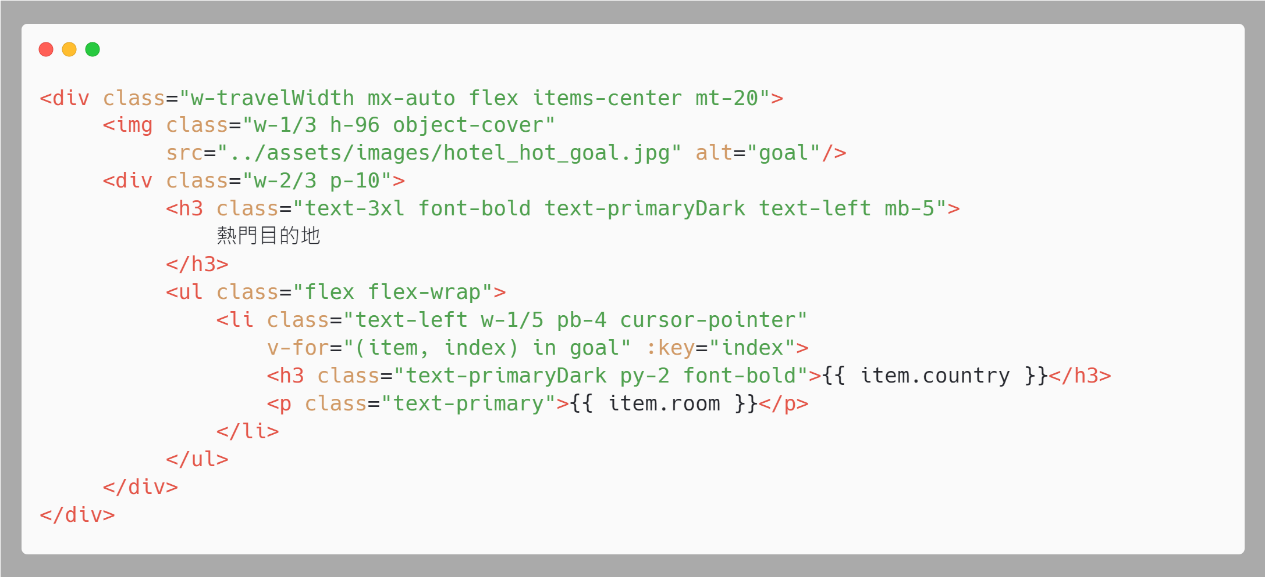 <div class="w-travelWidth mx-auto flex items-center mt-20">
<img class="w-1/3 h-96 object-cover"
src="../assets/images/hotel_hot_goal.jpg" alt="goal"/>
<div class="w-2/3 p-10">
<h3 class="text-3xl font-bold text-primaryDark text-left mb-5">
熱門目的地
</h3>
<ul class="flex flex-wrap">
<li class="text-left w-1/5 pb-4 cursor-pointer"
v-for="(item, index) in goal" :key="index">
<h3 class="text-primaryDark py-2 font-bold">{{ item.country }}</h3>
<p class="text-primary">{{ item.room }}</p>
</li>
</ul>
</div>
</div>